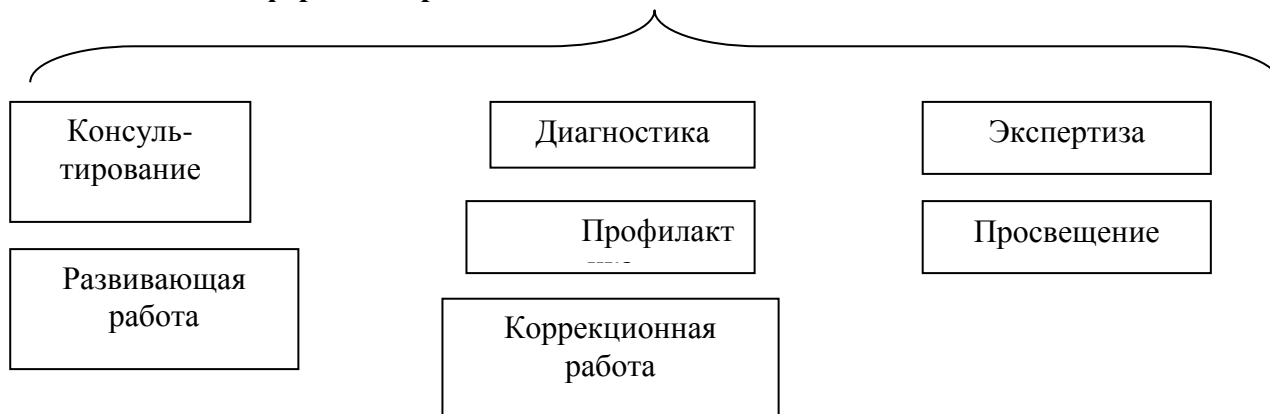 Консуль-
тирование
Диагностика
Экспертиза
Профилакт
Просвещение
Развивающая
работа
Коррекционная
работа